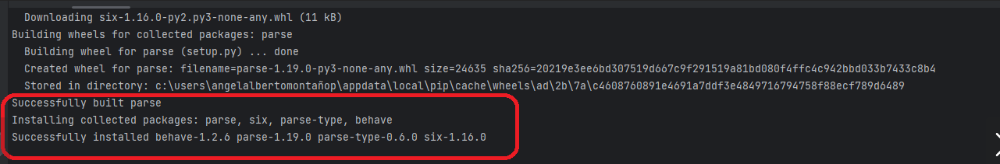 Downloading six-1.16.0-py2.py3-none-any.whl (11 kB)
Building wheels for collected packages: parse
Building wheel for parse (setup.py) ... done
Created wheel for parse: filename=parse-1.19.0-py3-none-any.whl size=24635 sha256=20219e3ee6bd307519d667c9f291519a81bd080f4ffc4c942bbd033b7433c8b4
Stored in directory: c:\users\angelalbertomontañop\appdata\local\pip\cache\wheels\ad\2b\7a\c4608760891e4691a7ddf3e4849716794758f88ecf789d6489
Successfully built parse
Installing collected packages: parse, six, parse-type, behave
Successfully installed behave-1.2.6 parse-1.19.0 parse-type-0.6.0 six-1.16.0